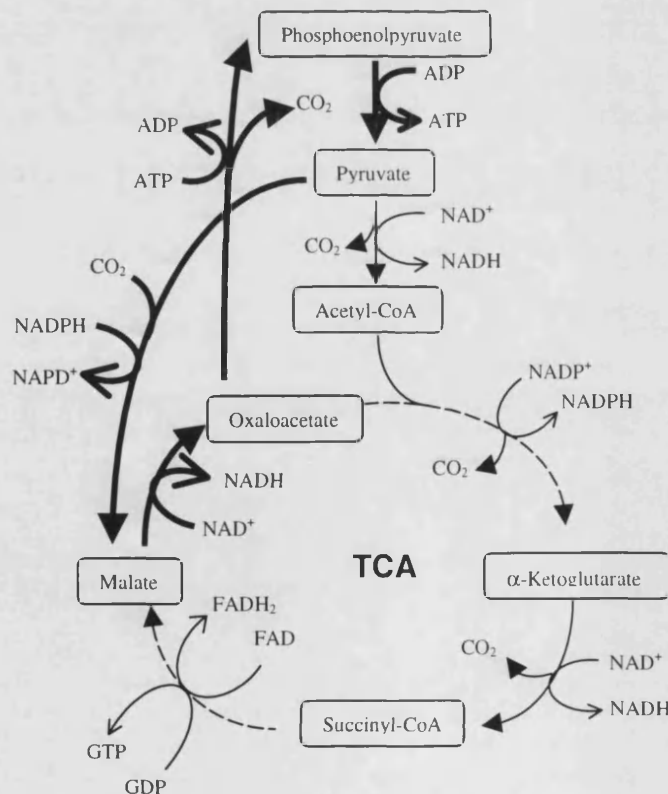 Phosphoenolpyruvate
ADP
ATP
CO₂
ADP
ATP
Pyruvate
NAD⁺
CO₂
NADH
CO₂
Acetyl-CoA
NADPH
NAPD⁺
NADP⁺
NADPH
Oxaloacetate
CO₂
NADH
NAD⁺
TCA
Malate
α-Ketoglutarate
FADH₂
FAD
CO₂
NAD⁺
NADH
Succinyl-CoA
GTP
GDP